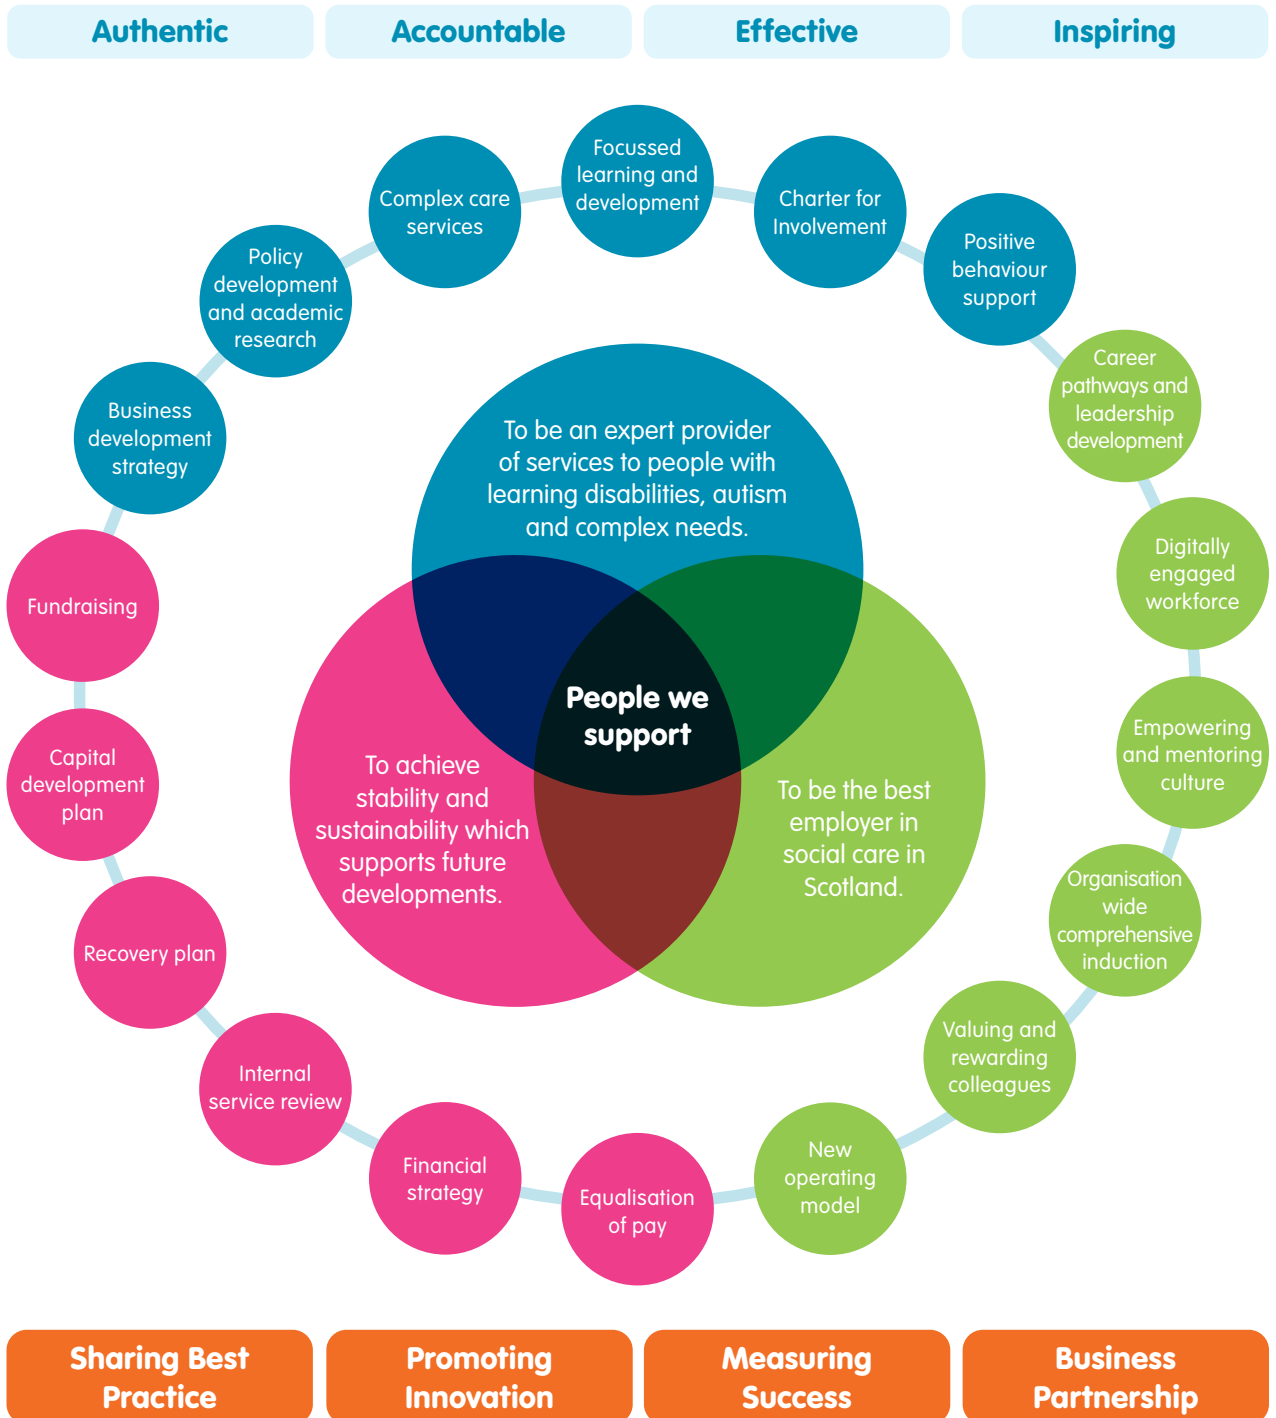 Authentic
Accountable
Effective
Inspiring
Focussed
learning and
development
Charter for
Involvement
Positive
behaviour
support
Career
pathways and
leadership
development
Digitally
engaged
workforce
Empowering
and mentoring
culture
Organisation
wide
comprehensive
induction
Valuing and
rewarding
colleagues
New
operating
model
Equalisation
of pay
Financial
strategy
Internal
service review
Recovery plan
Capital
development
plan
Fundraising
Business
development
strategy
Policy
development
and academic
research
Complex care
services
To be an expert provider
of services to people with
learning disabilities, autism
and complex needs.
People we
support
To achieve
stability and
sustainability which
supports future
developments.
To be the best
employer in
social care in
Scotland.
Sharing Best
Practice
Promoting
Innovation
Measuring
Success
Business
Partnership